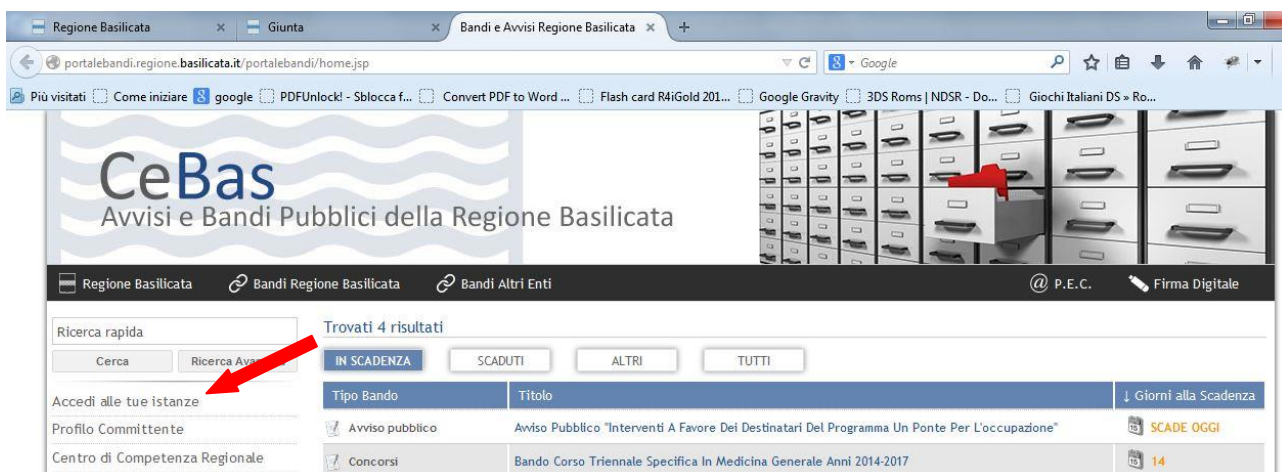 Regione Basilicata
Giunta
Bandi e Avvisi Regione Basilicata
portalebandi.regione.basilicata.it/portalebandi/home.jsp
Google
Più visitati Come iniziare google PDFUnlock! - Sblocca f... Convert PDF to Word ... Flash card R4iGold 201... Google Gravity 3DS Roms | NDSR - Do... Giochi Italiani DS » Ro...
CeBas
Avvisi e Bandi Pubblici della Regione Basilicata
Regione Basilicata Bandi Regione Basilicata Bandi Altri Enti @ P.E.C. Firma Digitale
Ricerca rapida
Cerca Ricerca
Accedi alle tue istanze
Profilo Committente
Centro di Competenza Regionale
Trovati 4 risultati
IN SCADENZA SCADUTI ALTRI TUTTI
Tipo Bando Titolo ↓ Giorni alla Scadenza
Avviso pubblico Avviso Pubblico "Interventi A Favore Dei Destinatari Del Programma Un Ponte Per L'occupazione" SCADE OGGI
Concorsi Bando Corso Triennale Specifica In Medicina Generale Anni 2014-2017 14